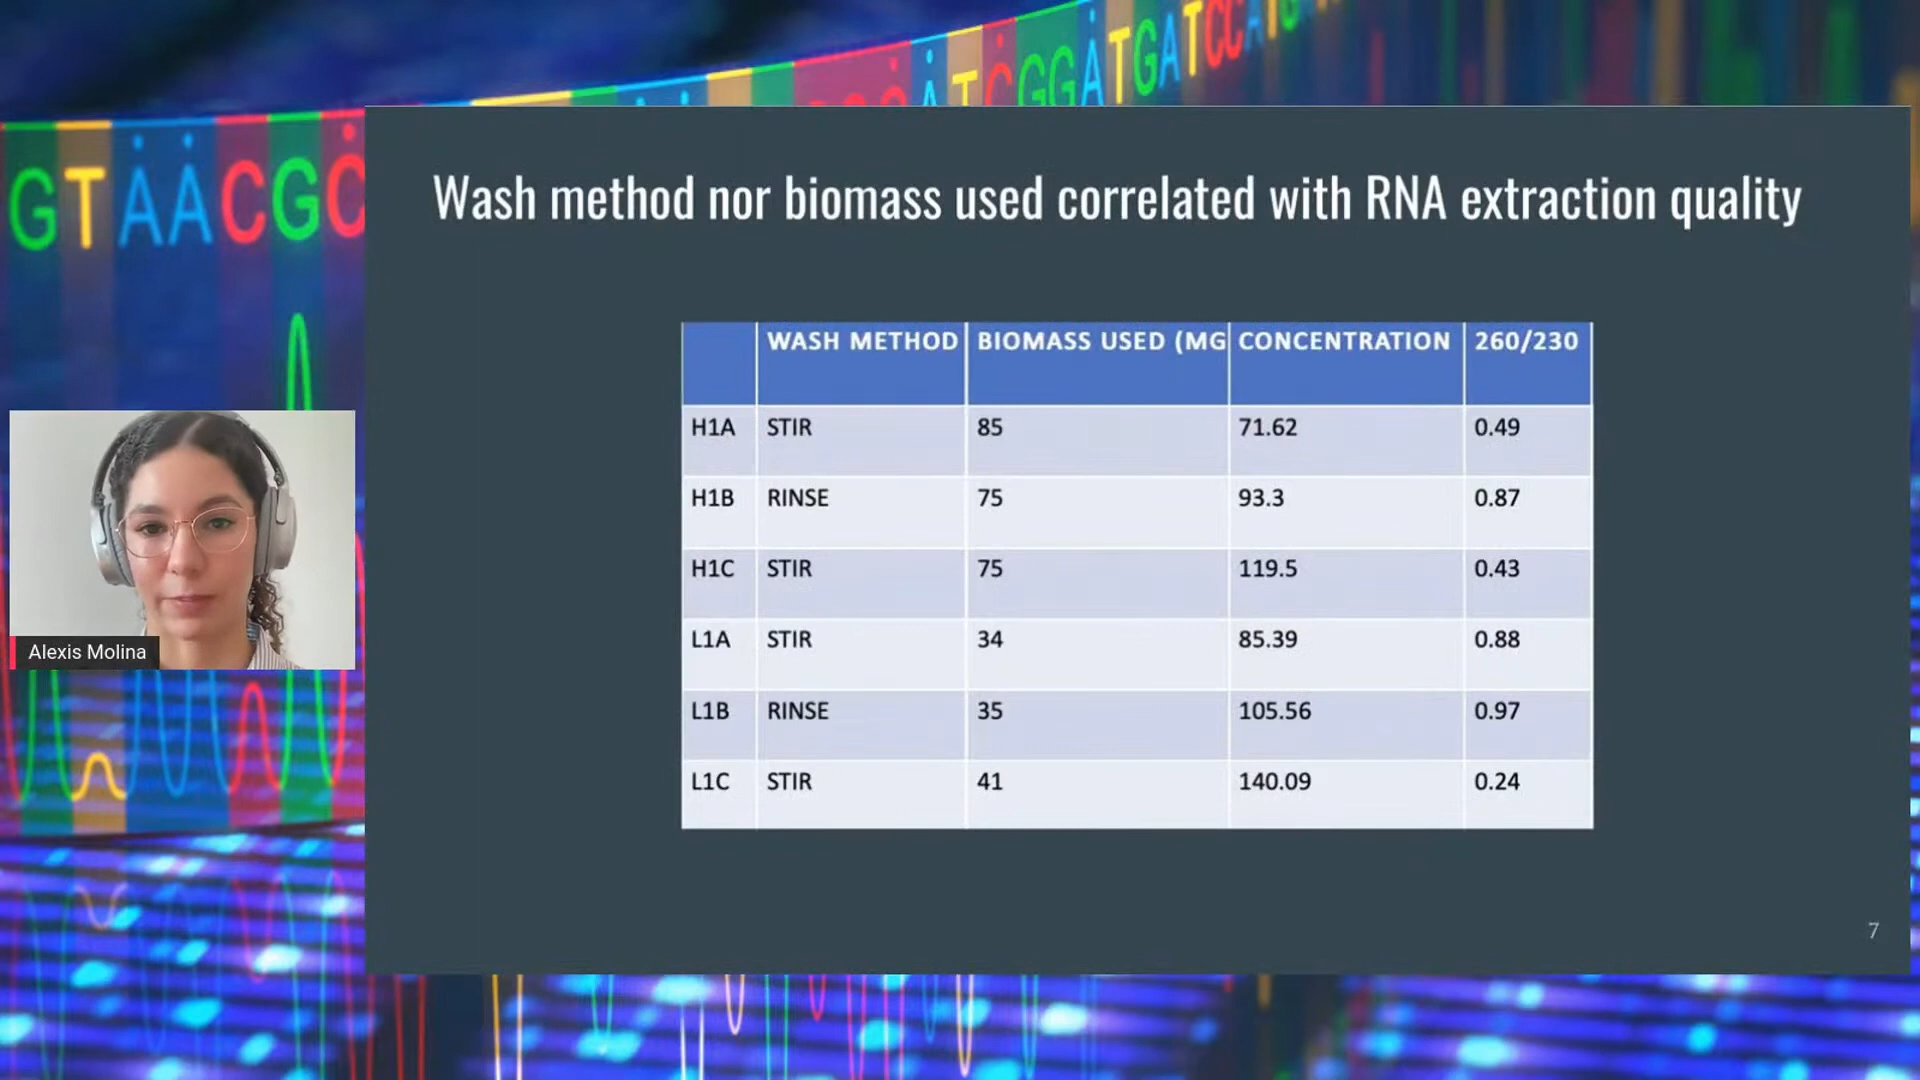 GTAACGC
ATCGGATGATCCATG
Wash method nor biomass used correlated with RNA extraction quality
WASH METHOD BIOMASS USED (MG CONCENTRATION 260/230
H1A STIR 85 71.62 0.49
H1B RINSE 75 93.3 0.87
H1C STIR 75 119.5 0.43
L1A STIR 34 85.39 0.88
L1B RINSE 35 105.56 0.97
L1C STIR 41 140.09 0.24
Alexis Molina
7